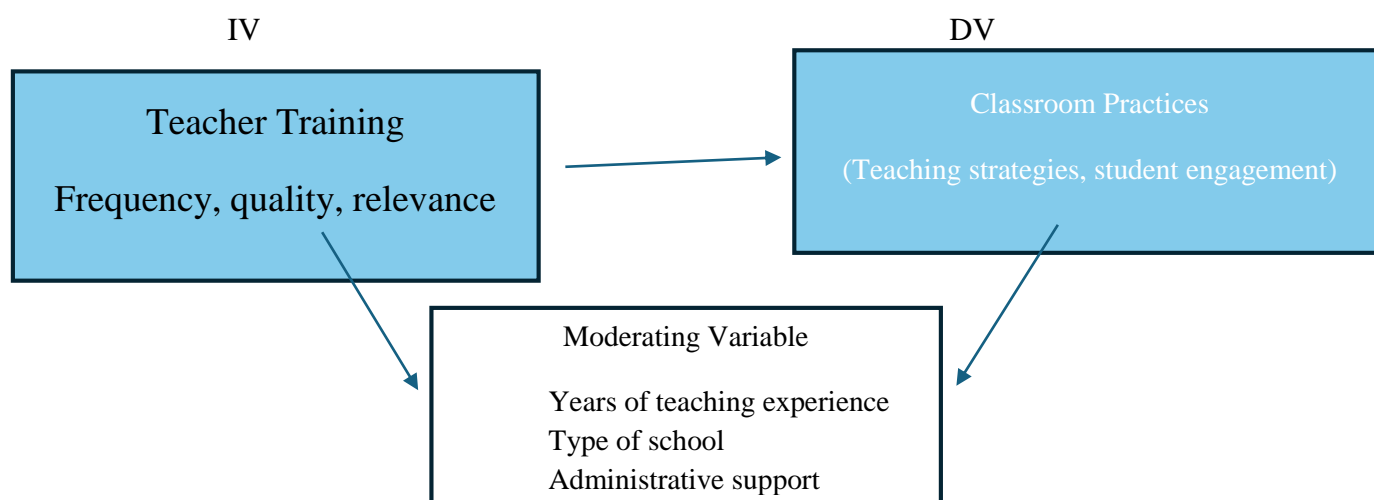 IV
DV
Teacher Training
Frequency, quality, relevance
Classroom Practices
(Teaching strategies, student engagement)
Moderating Variable
Years of teaching experience
Type of school
Administrative support